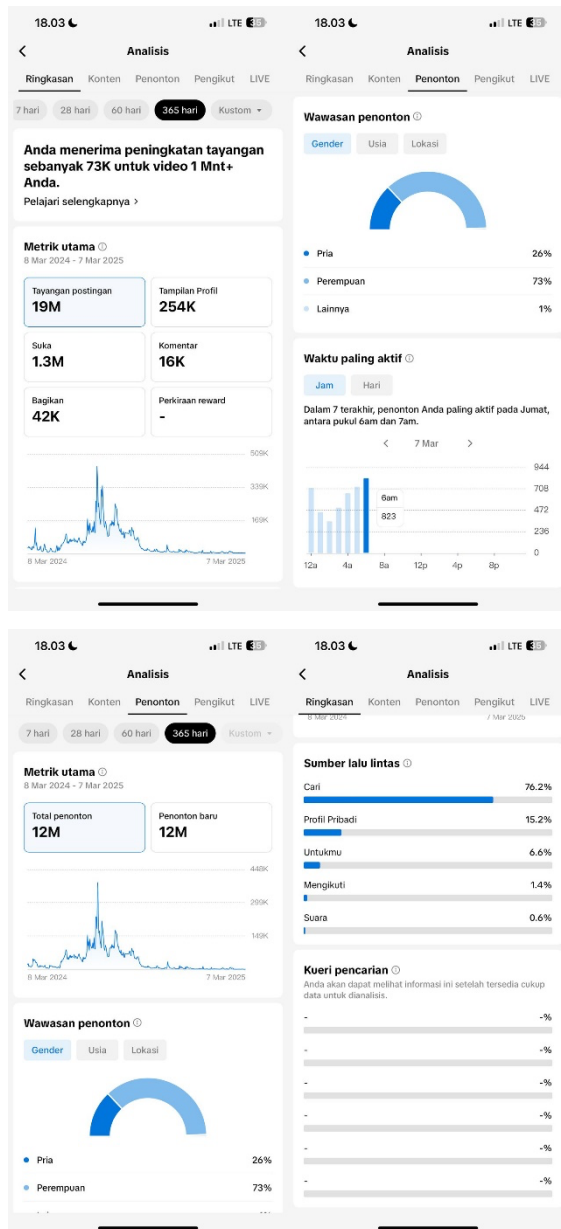 18.03
LTE 35
Analisis
Ringkasan Konten Penonton Pengikut LIVE
7 hari 28 hari 60 hari 365 hari Kustom
Anda menerima peningkatan tayangan
sebanyak 73K untuk video 1 Mnt+
Anda.
Pelajari selengkapnya >
Metrik utama
8 Mar 2024 - 7 Mar 2025
Tayangan postingan
19M
Tampilan Profil
254K
Suka
1.3M
Komentar
16K
Bagikan
42K
Perkiraan reward
-
509K
339K
169K
8 Mar 2024 7 Mar 2025
18.03
LTE 35
Analisis
Ringkasan Konten Penonton Pengikut LIVE
Wawasan penonton
Gender Usia Lokasi
Pria 26%
Perempuan 73%
Lainnya 1%
Waktu paling aktif
Jam Hari
Dalam 7 terakhir, penonton Anda paling aktif pada Jumat,
antara pukul 6am dan 7am.
< 7 Mar >
944
708
6am
823
472
236
0
12a 4a 8a 12p 4p 8p
18.03
LTE 35
Analisis
Ringkasan Konten Penonton Pengikut LIVE
7 hari 28 hari 60 hari 365 hari Kustom
Metrik utama
8 Mar 2024 - 7 Mar 2025
Total penonton
12M
Penonton baru
12M
448K
299K
149K
8 Mar 2024 7 Mar 2025
Wawasan penonton
Gender Usia Lokasi
Pria 26%
Perempuan 73%
18.03
LTE 35
Analisis
Ringkasan Konten Penonton Pengikut LIVE
8 Mar 2024 7 Mar 2025
Sumber lalu lintas
Cari 76.2%
Profil Pribadi 15.2%
Untukmu 6.6%
Mengikuti 1.4%
Suara 0.6%
Kueri pencarian
Anda akan dapat melihat informasi ini setelah tersedia cukup
data untuk dianalisis.
- -%
- -%
- -%
- -%
- -%
- -%